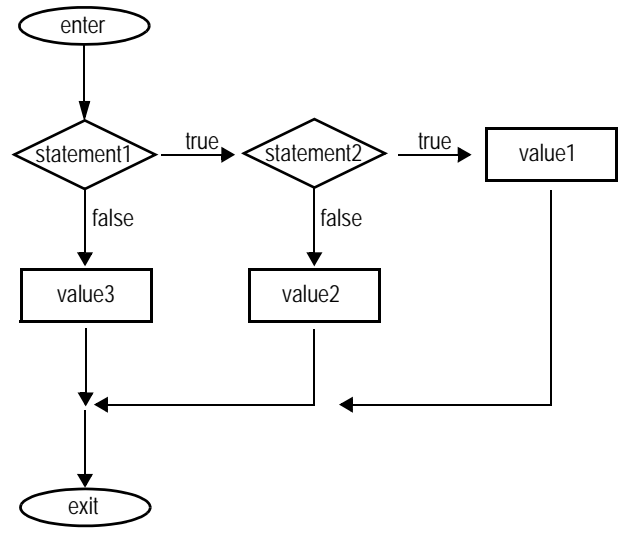 enter
statement1
true
statement2
true
value1
false
false
value3
value2
exit